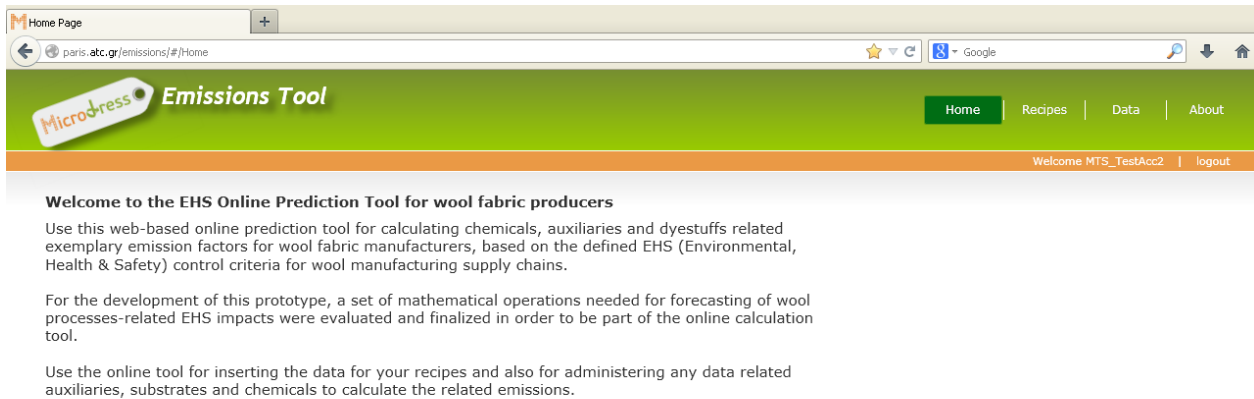 Home Page
paris.atc.gr/emissions/#/Home
Google
Microdress Emissions Tool
Home Recipes Data About
Welcome MTS_TestAcc2 | logout
Welcome to the EHS Online Prediction Tool for wool fabric producers
Use this web-based online prediction tool for calculating chemicals, auxiliaries and dyestuffs related
exemplary emission factors for wool fabric manufacturers, based on the defined EHS (Environmental,
Health & Safety) control criteria for wool manufacturing supply chains.
For the development of this prototype, a set of mathematical operations needed for forecasting of wool
processes-related EHS impacts were evaluated and finalized in order to be part of the online calculation
tool.
Use the online tool for inserting the data for your recipes and also for administering any data related
auxiliaries, substrates and chemicals to calculate the related emissions.